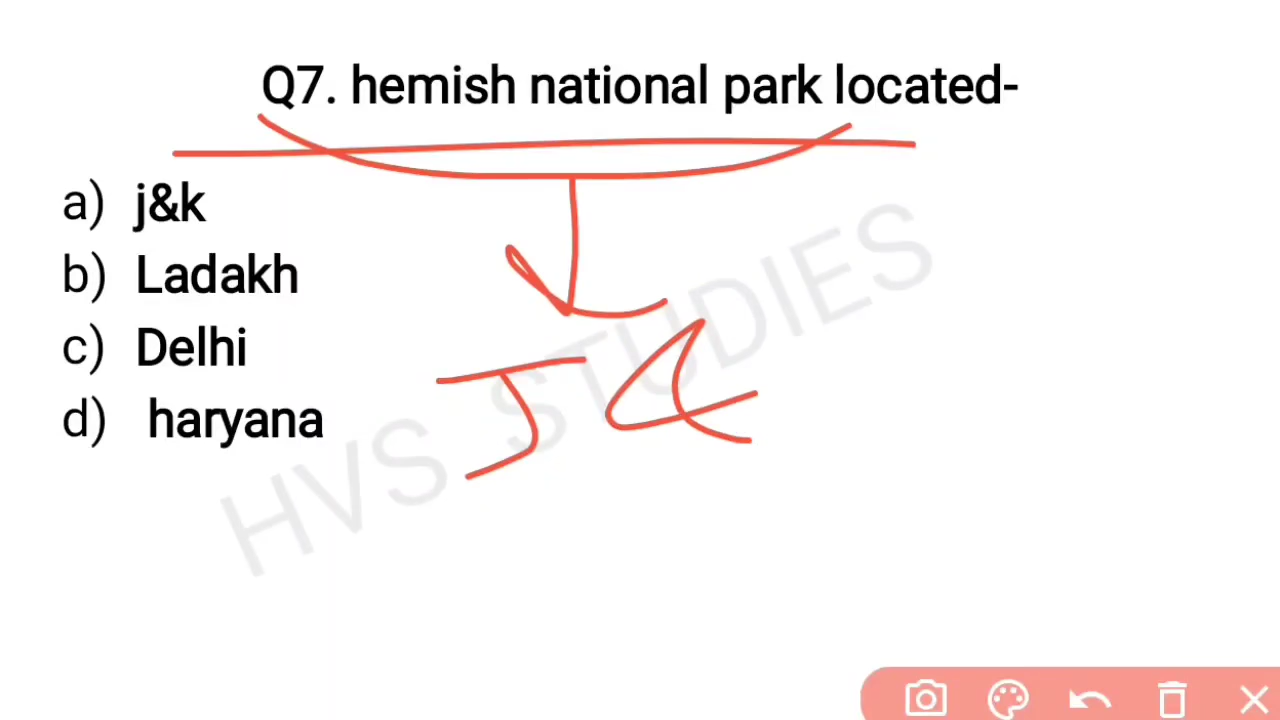 Q7. hemish national park located-
a) j&k
b) Ladakh
c) Delhi
d) haryana
J &
HVS STUDIES